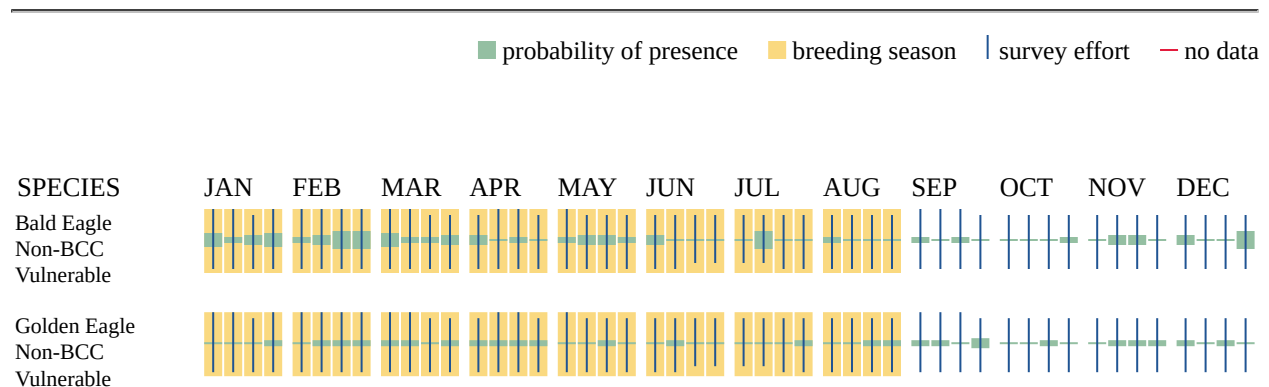 probability of presence breeding season survey effort no data
SPECIES JAN FEB MAR APR MAY JUN JUL AUG SEP OCT NOV DEC
Bald Eagle
Non-BCC
Vulnerable
Golden Eagle
Non-BCC
Vulnerable